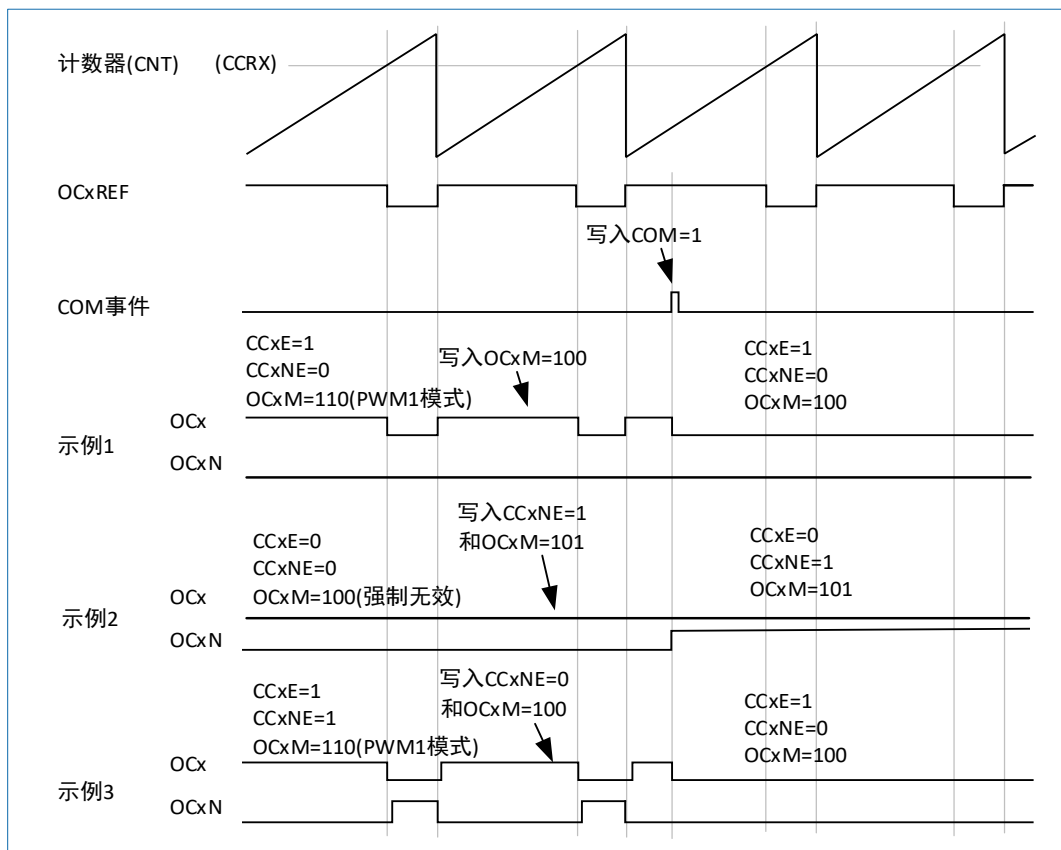 计数器(CNT) (CCRX)
OCxREF
写入COM=1
COM事件
CCxE=1
CCxNE=0
OCxM=110(PWM1模式)
写入OCxM=100
CCxE=1
CCxNE=0
OCxM=100
OCx
示例1
OCxN
CCxE=0
CCxNE=0
OCxM=100(强制无效)
写入CCxNE=1
和OCxM=101
CCxE=0
CCxNE=1
OCxM=101
OCx
示例2
OCxN
CCxE=1
CCxNE=1
OCxM=110(PWM1模式)
写入CCxNE=0
和OCxM=100
CCxE=1
CCxNE=0
OCxM=100
OCx
示例3
OCxN